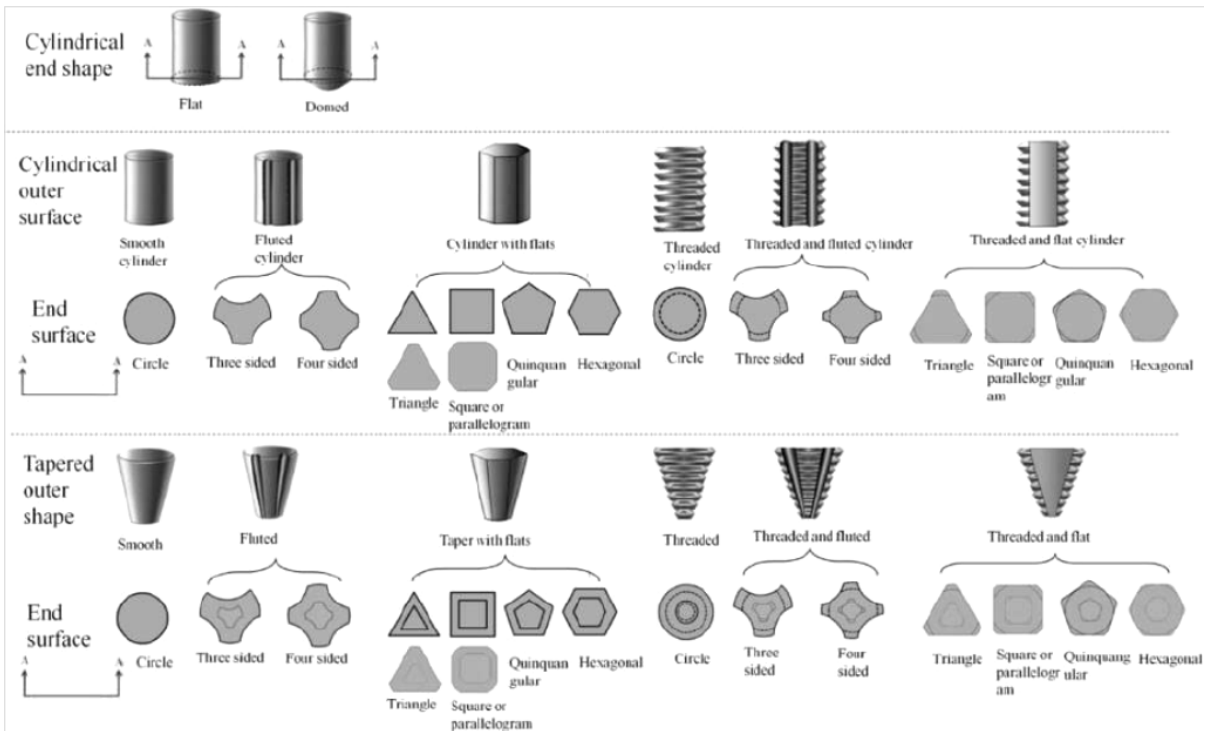 Cylindrical
end shape
A A A A
Flat
Domed
Cylindrical
outer
surface
Smooth
cylinder
Fluted
cylinder
Cylinder with flats
Threaded
cylinder
Threaded and fluted cylinder
Threaded and flat cylinder
End
surface
A A
Circle
Three sided
Four sided
Quinquan
gular
Hexagonal
Triangle
Square or
parallelogram
Circle
Three sided
Four sided
Triangle
Square or
parallelogr
am
Quinquan
gular
Hexagonal
Tapered
outer
shape
Smooth
Fluted
Taper with flats
Threaded
Threaded and fluted
Threaded and flat
End
surface
A A
Circle
Three sided
Four sided
Quinquan
gular
Hexagonal
Triangle
Square or
parallelogram
Circle
Three
sided
Four
sided
Triangle
Square or
parallelogr
am
Quinquang
ular
Hexagonal